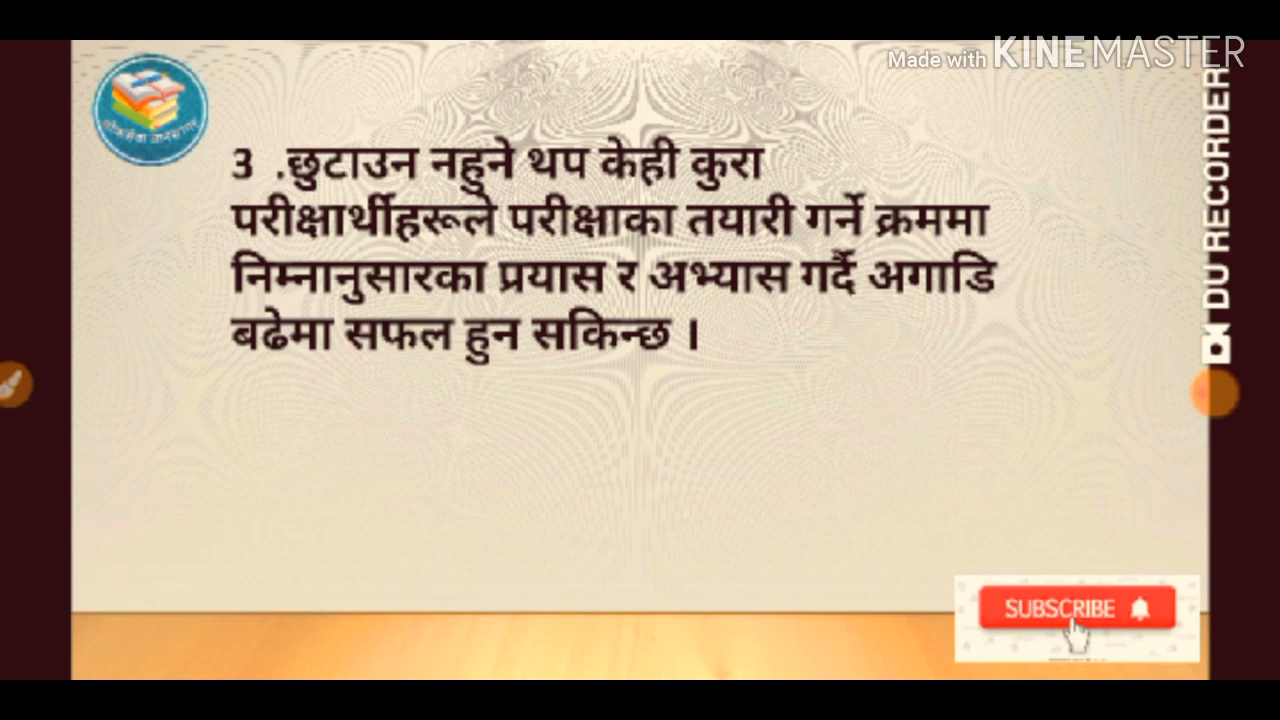 Made with KINEMASTER
DU RECORDER
3 .छुटाउन नहुने थप केही कुरा
परीक्षार्थीहरूले परीक्षाका तयारी गर्ने क्रममा
निम्नानुसारका प्रयास र अभ्यास गर्दै अगाडि
बढेमा सफल हुन सकिन्छ ।
SUBSCRIBE